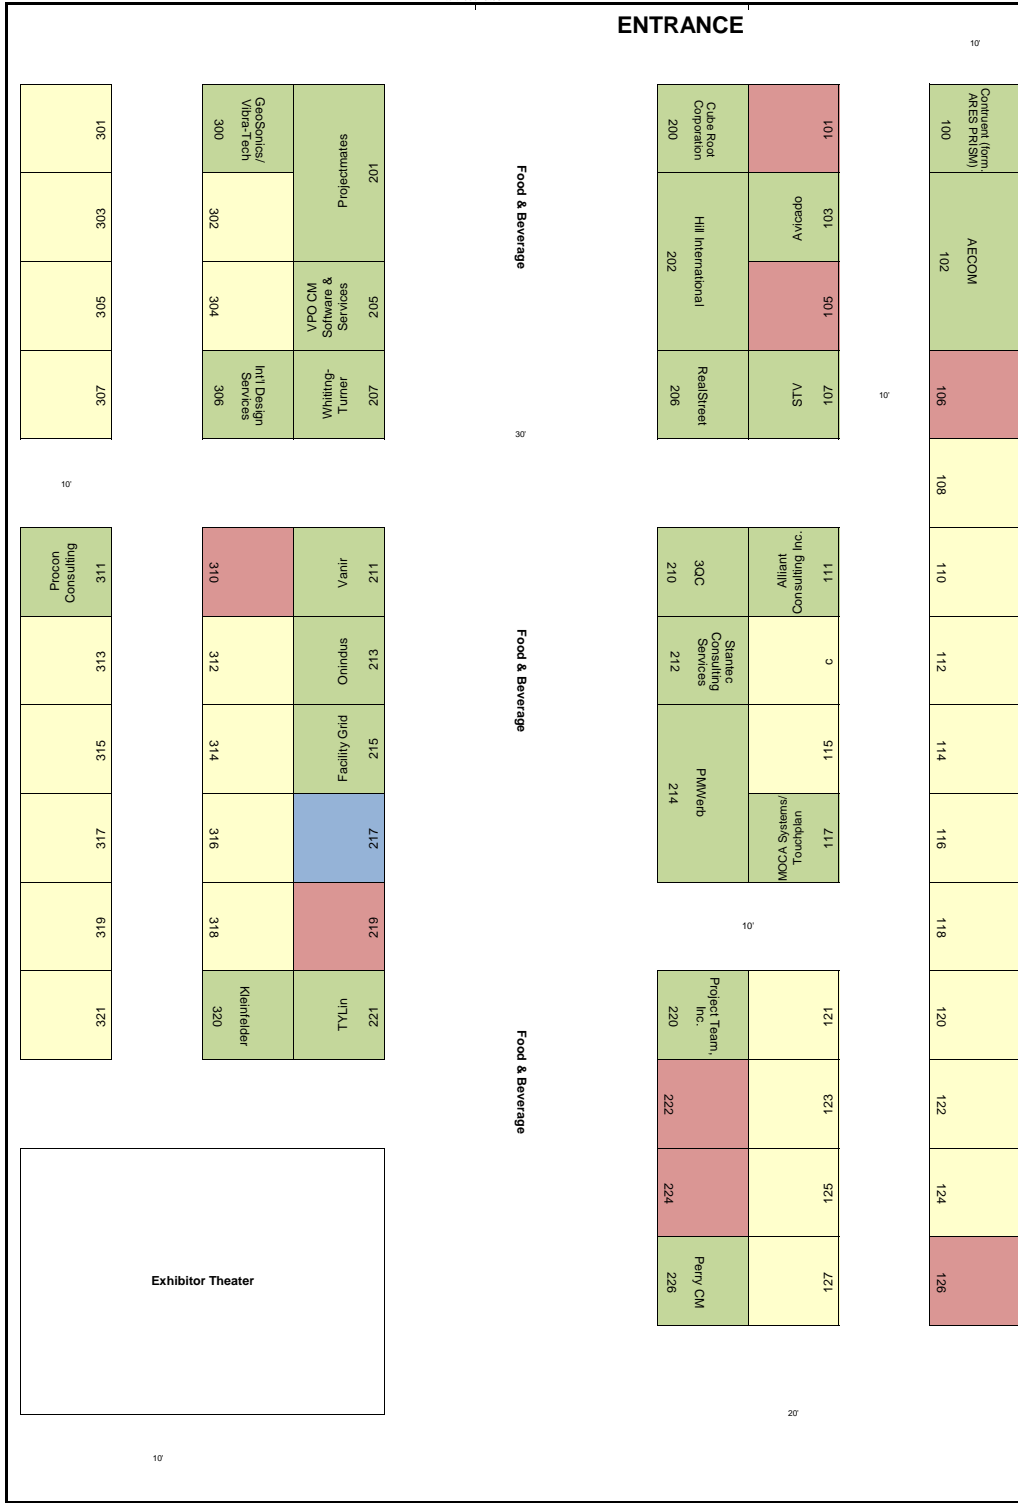 ENTRANCE
10'
301
303
305
307
GeoSonics/
Vibra-Tech
300
302
304
Int'l Design
Services
306
Projectmates
201
VPO CM
Software &
Services
205
Whiiting-
Turner
207
Food & Beverage
30'
Cube Root
Corporation
200
Hill International
202
RealStreet
206
101
Avicado
103
105
STV
107
10'
Contruent (form.
ARES PRISM)
100
AECOM
102
106
108
110
112
114
116
118
120
122
124
126
10'
Procon
Consulting
311
313
315
317
319
321
310
312
314
316
318
Kleinfelder
320
Vanir
211
Onindus
213
Facility Grid
215
217
219
TYLin
221
Food & Beverage
3QC
210
Stantec
Consulting
Services
212
PMWerb
214
Alliant
Consulting Inc.
111
c
115
MOCA Systems/
Touchplan
117
10'
Food & Beverage
Project Team,
Inc.
220
222
224
Perry CM
226
121
123
125
127
Exhibitor Theater
20'
10'